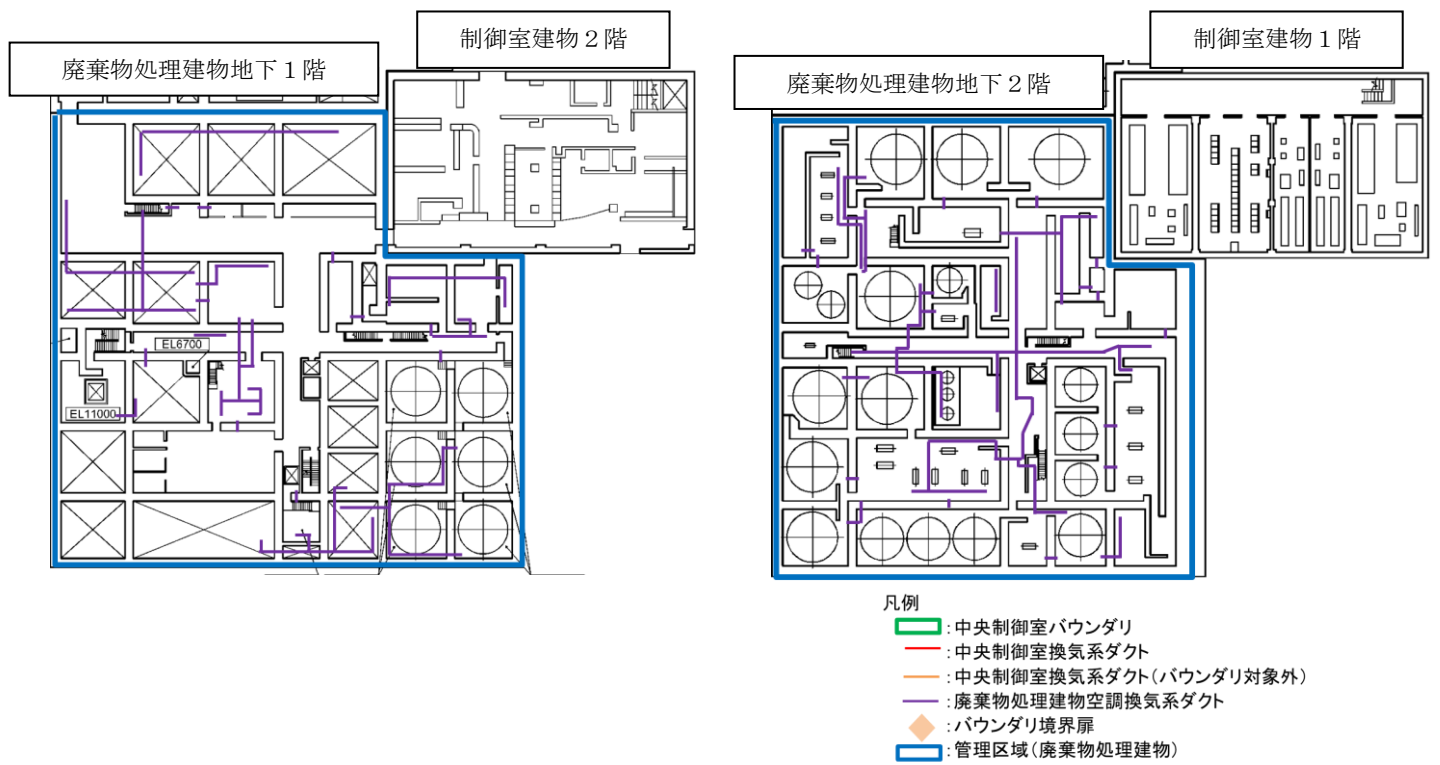 制御室建物２階
廃棄物処理建物地下１階
EL6700
EL11000
制御室建物１階
廃棄物処理建物地下２階
凡例
：中央制御室バウンダリ
：中央制御室換気系ダクト
：中央制御室換気系ダクト（バウンダリ対象外）
：廃棄物処理建物空調換気系ダクト
：バウンダリ境界扉
：管理区域（廃棄物処理建物）